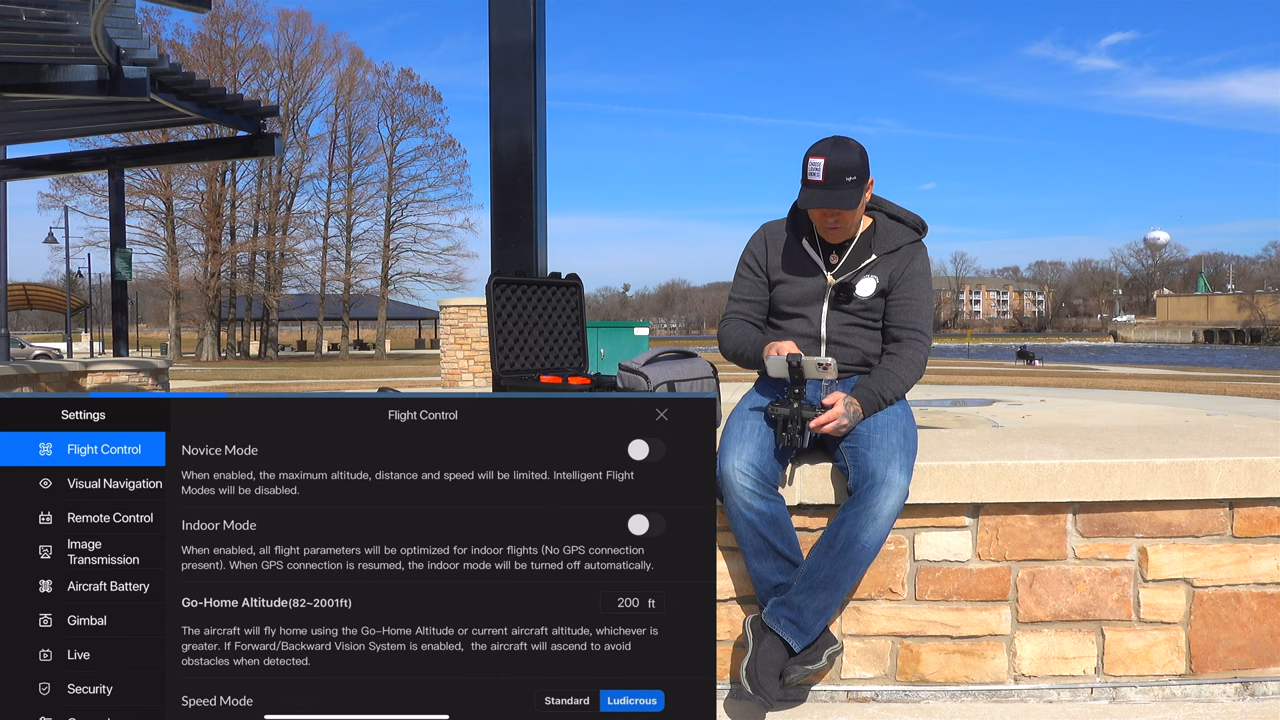 CHOOSE
LOVING
KINDNESS
Settings
Flight Control
Flight Control
Visual Navigation
Remote Control
Image
Transmission
Aircraft Battery
Gimbal
Live
Security
Novice Mode
When enabled, the maximum altitude, distance and speed will be limited. Intelligent Flight
Modes will be disabled.
Indoor Mode
When enabled, all flight parameters will be optimized for indoor flights (No GPS connection
present). When GPS connection is resumed, the indoor mode will be turned off automatically.
Go-Home Altitude(82~2001ft)
200 ft
The aircraft will fly home using the Go-Home Altitude or current aircraft altitude, whichever is
greater. If Forward/Backward Vision System is enabled, the aircraft will ascend to avoid
obstacles when detected.
Speed Mode
Standard
Ludicrous